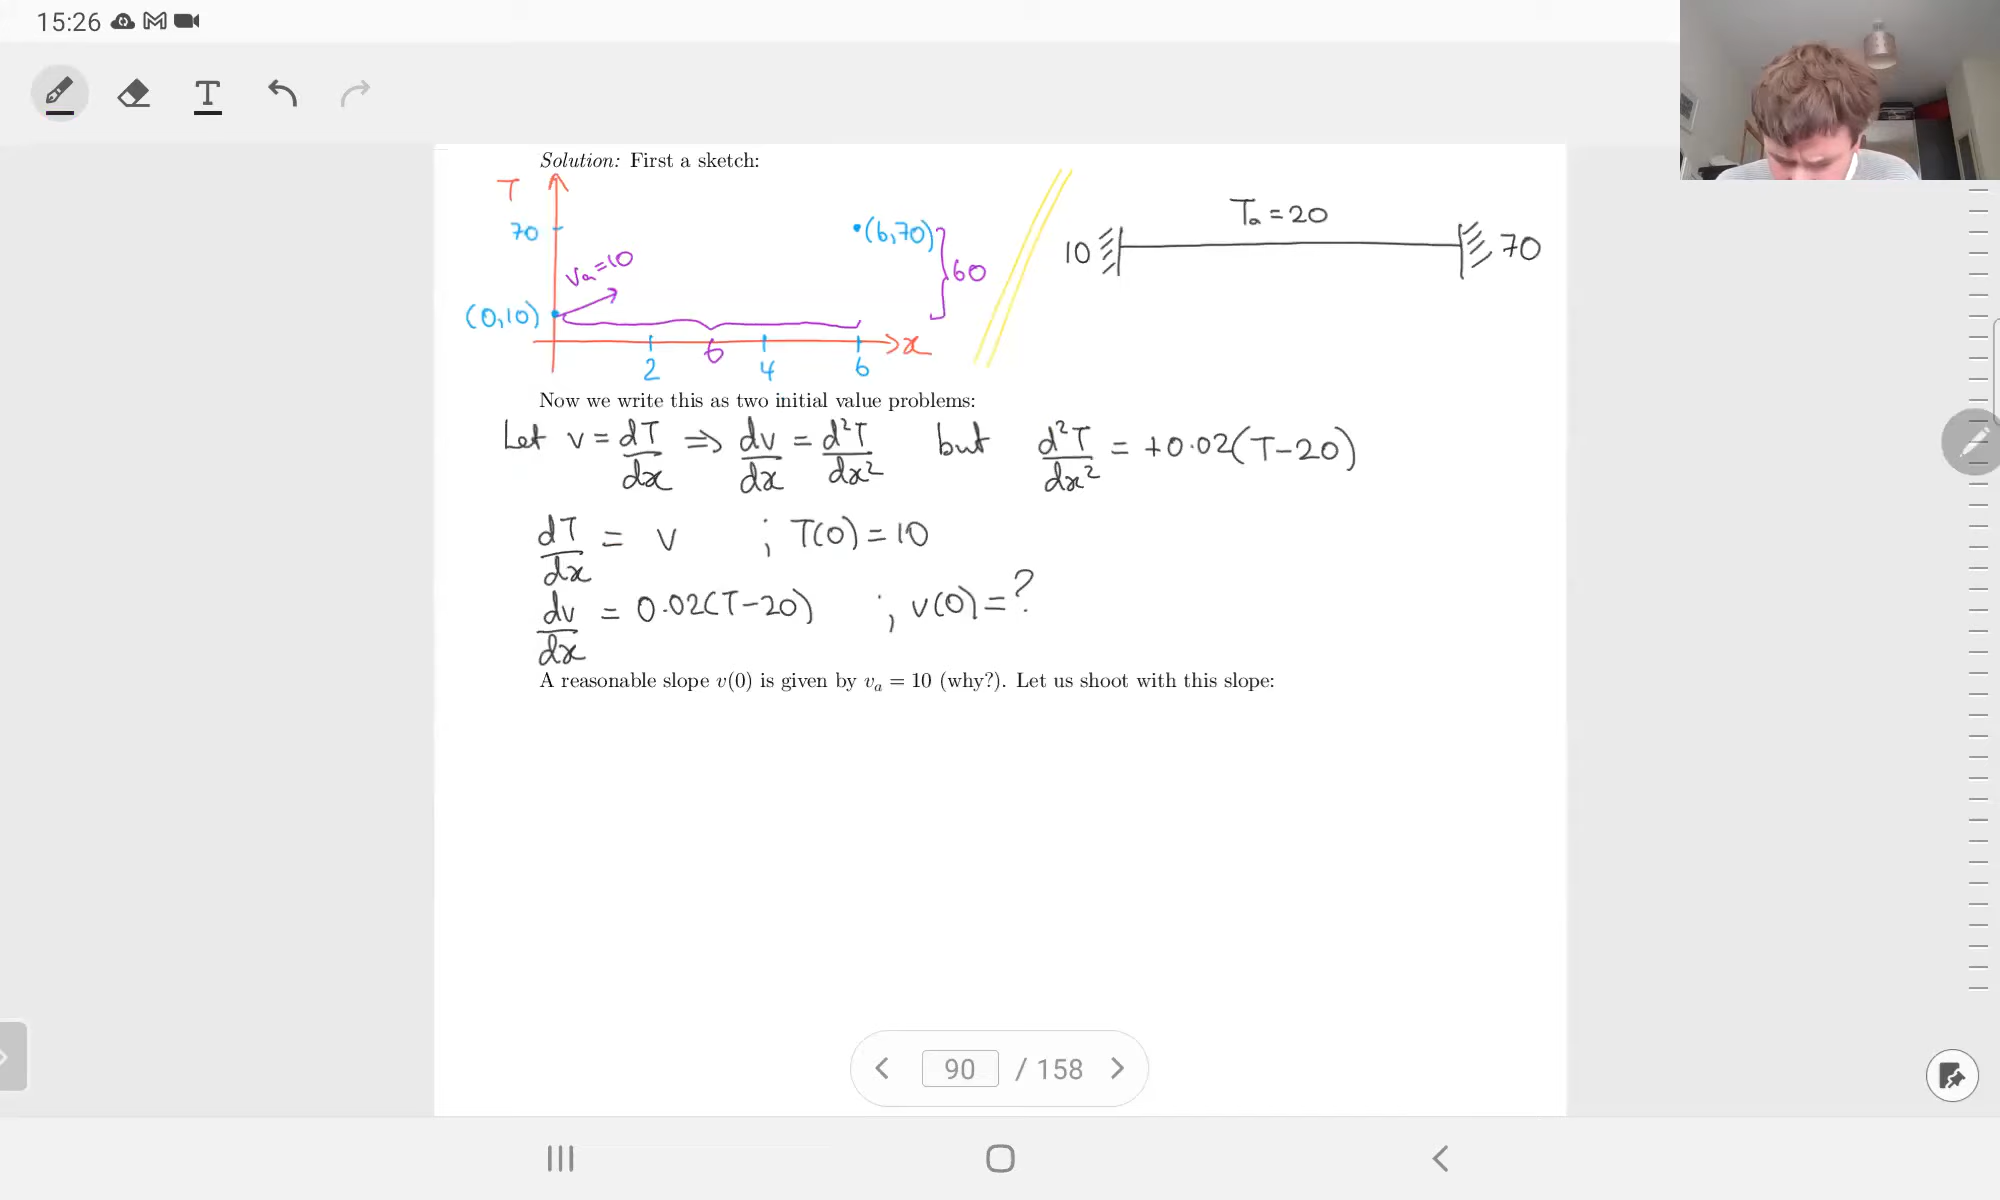 15:26
T
Solution: First a sketch:
T
70
(6,70)
60
va=10
(0,10)
2
6
4
6
x
Ta=20
10
70
Now we write this as two initial value problems:
Let v = dT/dx ⇒ dv/dx = d²T/dx² but d²T/dx² = +0.02(T-20)
dT/dx = v ; T(0)=10
dv/dx = 0.02(T-20) ; v(0)=?
A reasonable slope v(0) is given by vₐ = 10 (why?). Let us shoot with this slope:
90 / 158